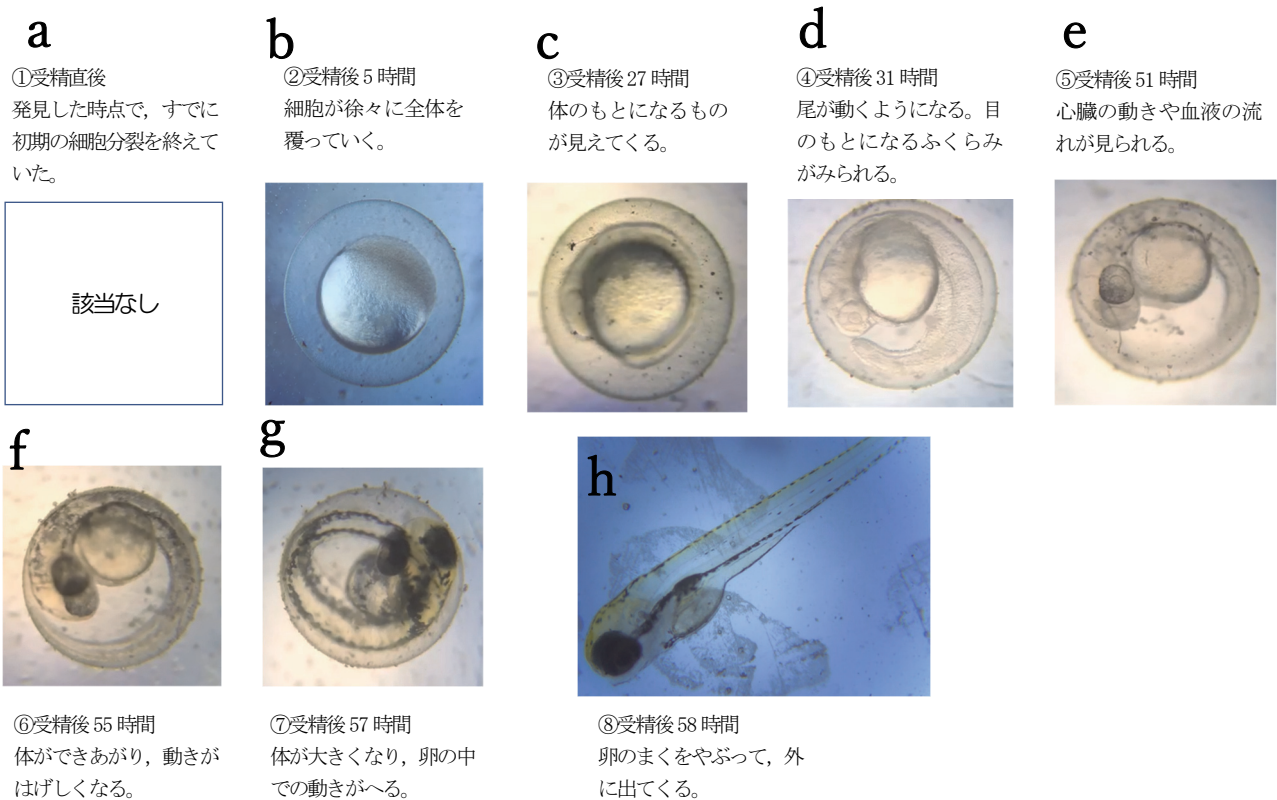 a
①受精直後
発見した時点で，すでに
初期の細胞分裂を終えて
いた。
該当なし
b
②受精後 5 時間
細胞が徐々に全体を
覆っていく。
c
③受精後 27 時間
体のもとになるもの
が見えてくる。
d
④受精後 31 時間
尾が動くようになる。目
のもとになるふくらみ
がみられる。
e
⑤受精後 51 時間
心臓の動きや血液の流
れが見られる。
f
⑥受精後 55 時間
体ができあがり，動きが
はげしくなる。
g
⑦受精後 57 時間
体が大きくなり，卵の中
での動きがへる。
h
⑧受精後 58 時間
卵のまくをやぶって，外
に出てくる。